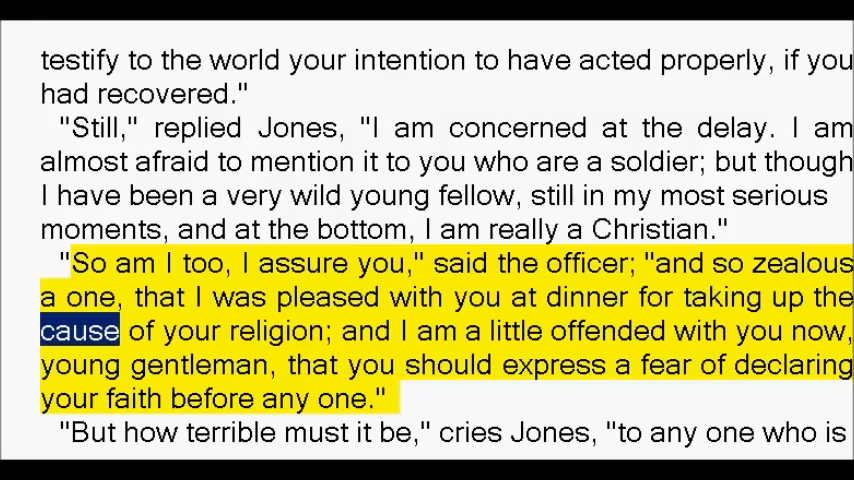 testify to the world your intention to have acted properly, if you
had recovered."
"Still," replied Jones, "I am concerned at the delay. I am
almost afraid to mention it to you who are a soldier; but though
I have been a very wild young fellow, still in my most serious
moments, and at the bottom, I am really a Christian."
"So am I too, I assure you," said the officer; "and so zealous
a one, that I was pleased with you at dinner for taking up the
cause of your religion; and I am a little offended with you now,
young gentleman, that you should express a fear of declaring
your faith before any one."
"But how terrible must it be," cries Jones, "to any one who is